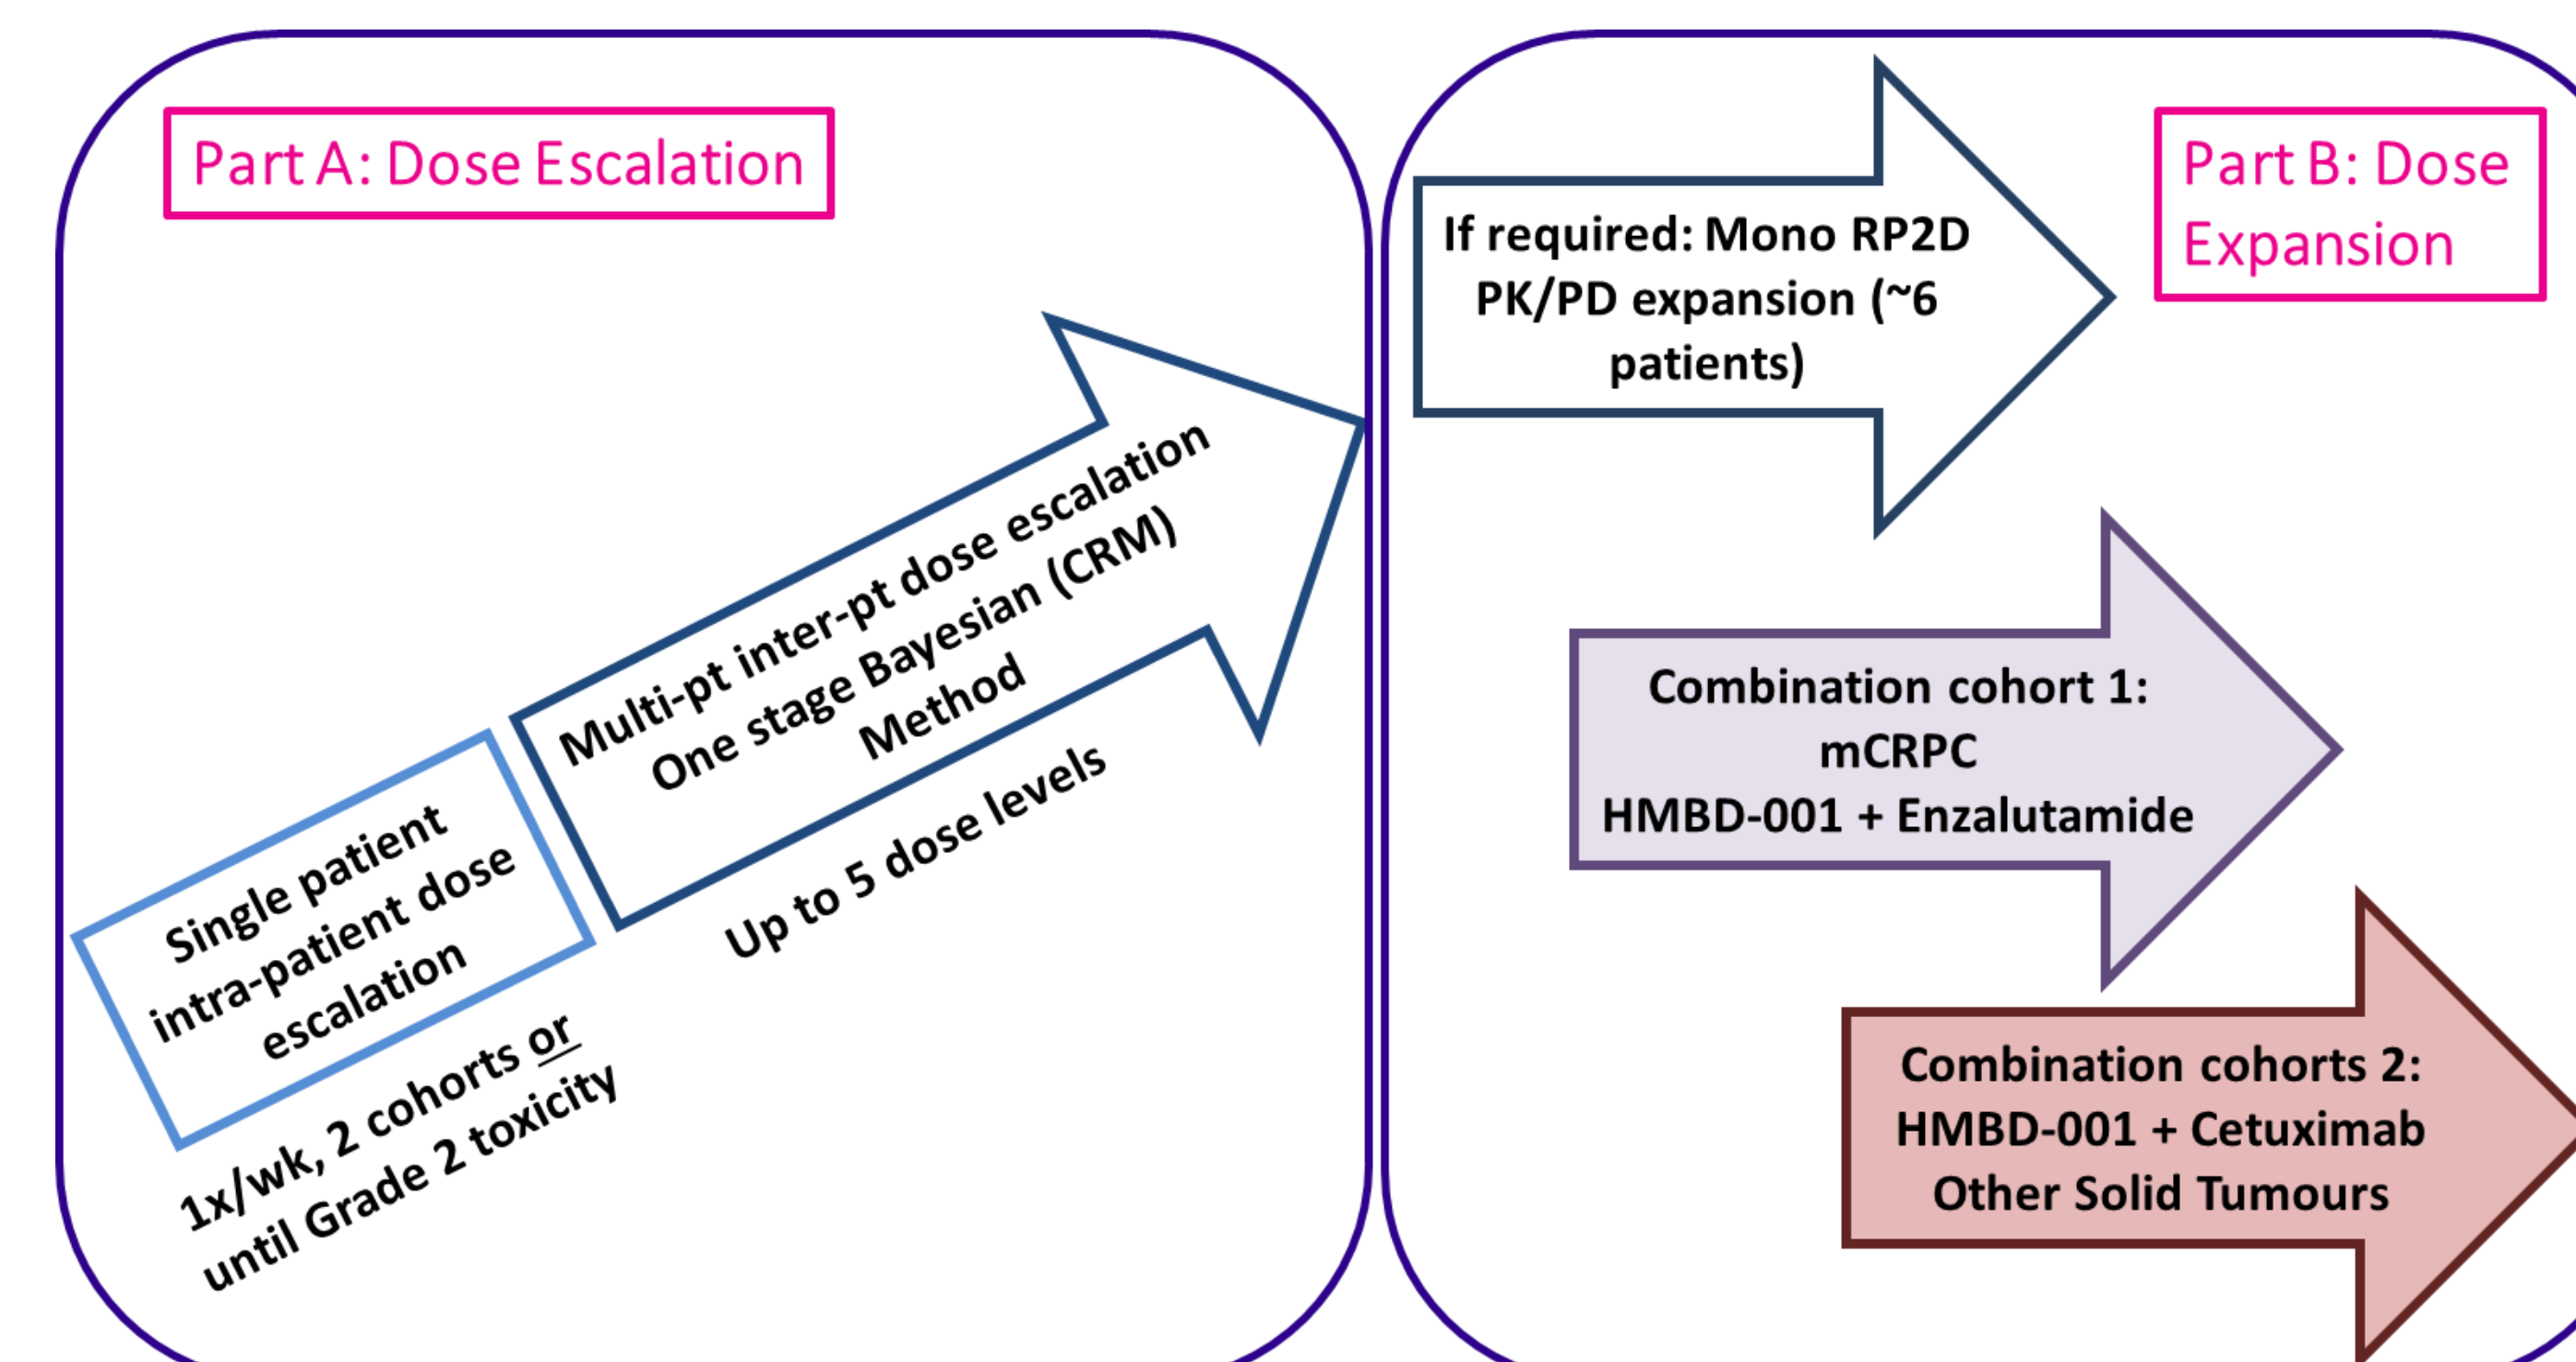 Part A: Dose Escalation
Single patient
intra-patient dose
escalation
1x/wk, 2 cohorts or
until Grade 2 toxicity
Multi-pt inter-pt dose escalation
One stage Bayesian (CRM)
Method
Up to 5 dose levels
Part B: Dose
Expansion
If required: Mono RP2D
PK/PD expansion (~6
patients)
Combination cohort 1:
mCRPC
HMBD-001 + Enzalutamide
Combination cohorts 2:
HMBD-001 + Cetuximab
Other Solid Tumours